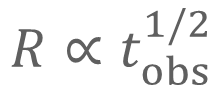 R ∝ t_obs^1/2